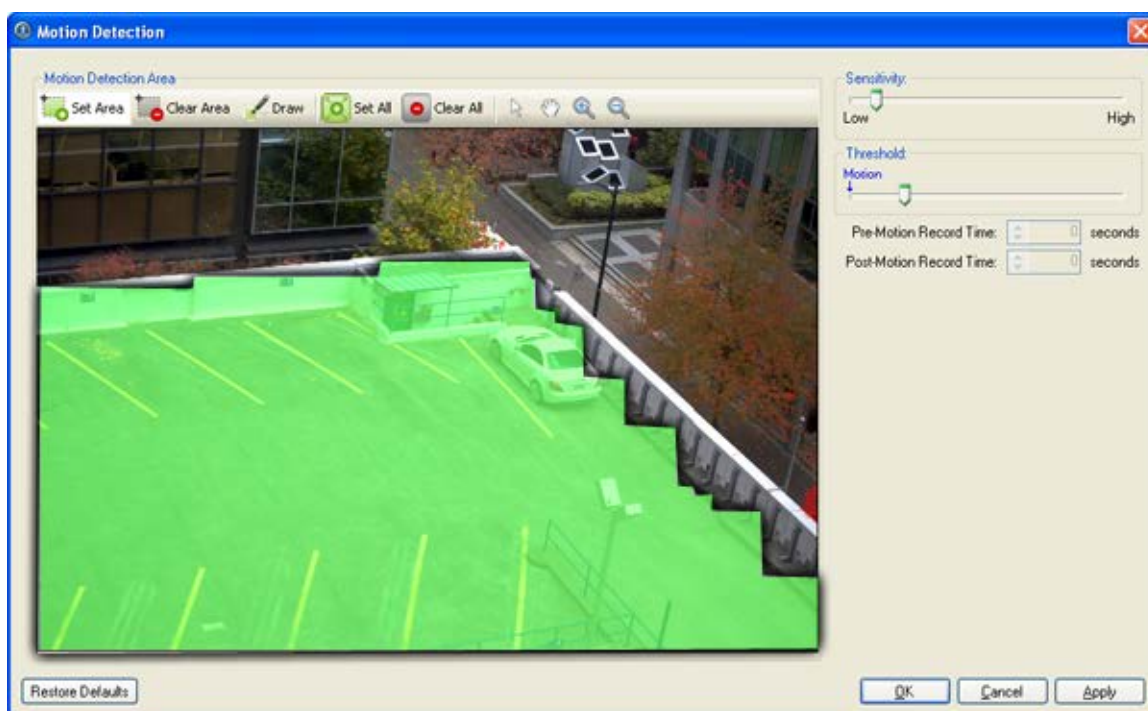 Motion Detection
Motion Detection Area
Set Area Clear Area Draw Set All Clear All
Sensitivity:
Low High
Threshold:
Motion
Pre-Motion Record Time: 0 seconds
Post-Motion Record Time: 0 seconds
Restore Defaults OK Cancel Apply